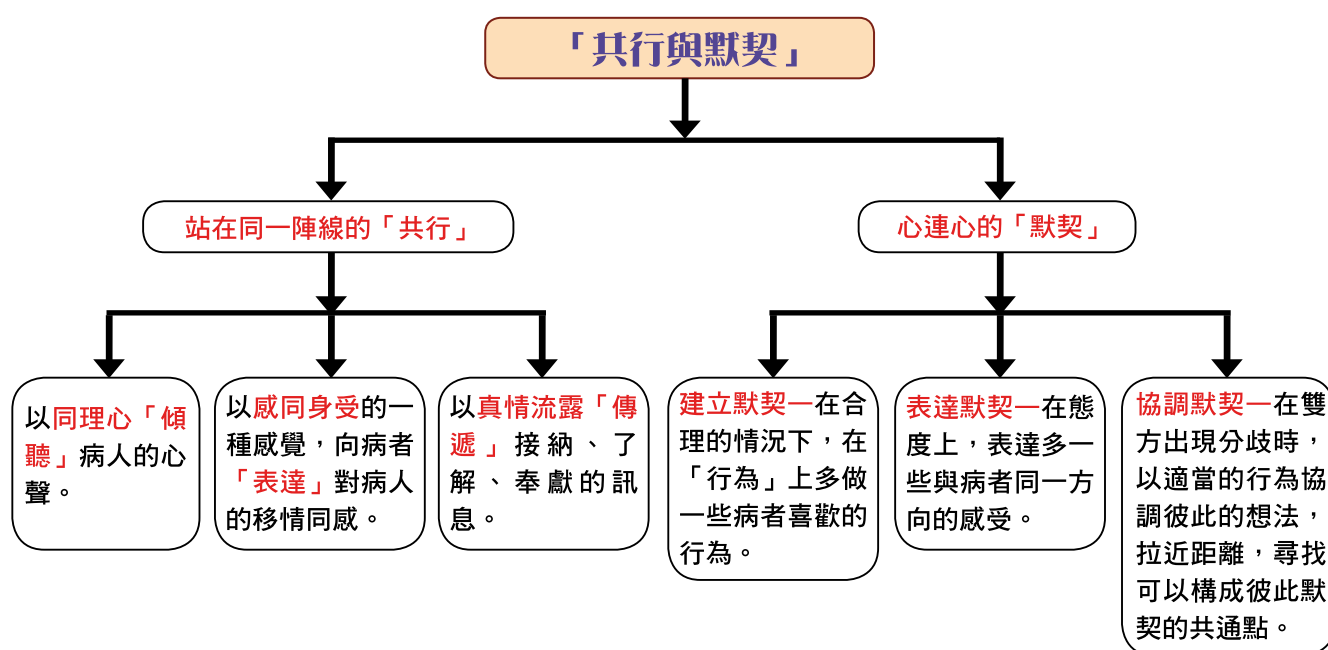 「共行與默契」
站在同一陣線的「共行」
心連心的「默契」
以同理心「傾
聽」病人的心
聲。
以感同身受的一
種感覺，向病者
「表達」對病人
的移情同感。
以真情流露「傳
遞」接納、了
解、奉獻的訊
息。
建立默契—在合
理的情況下，在
「行為」上多做
一些病者喜歡的
行為。
表達默契—在態
度上，表達多一
些與病者同一方
向的感受。
協調默契—在雙
方出現分歧時，
以適當的行為協
調彼此的想法，
拉近距離，尋找
可以構成彼此默
契的共通點。